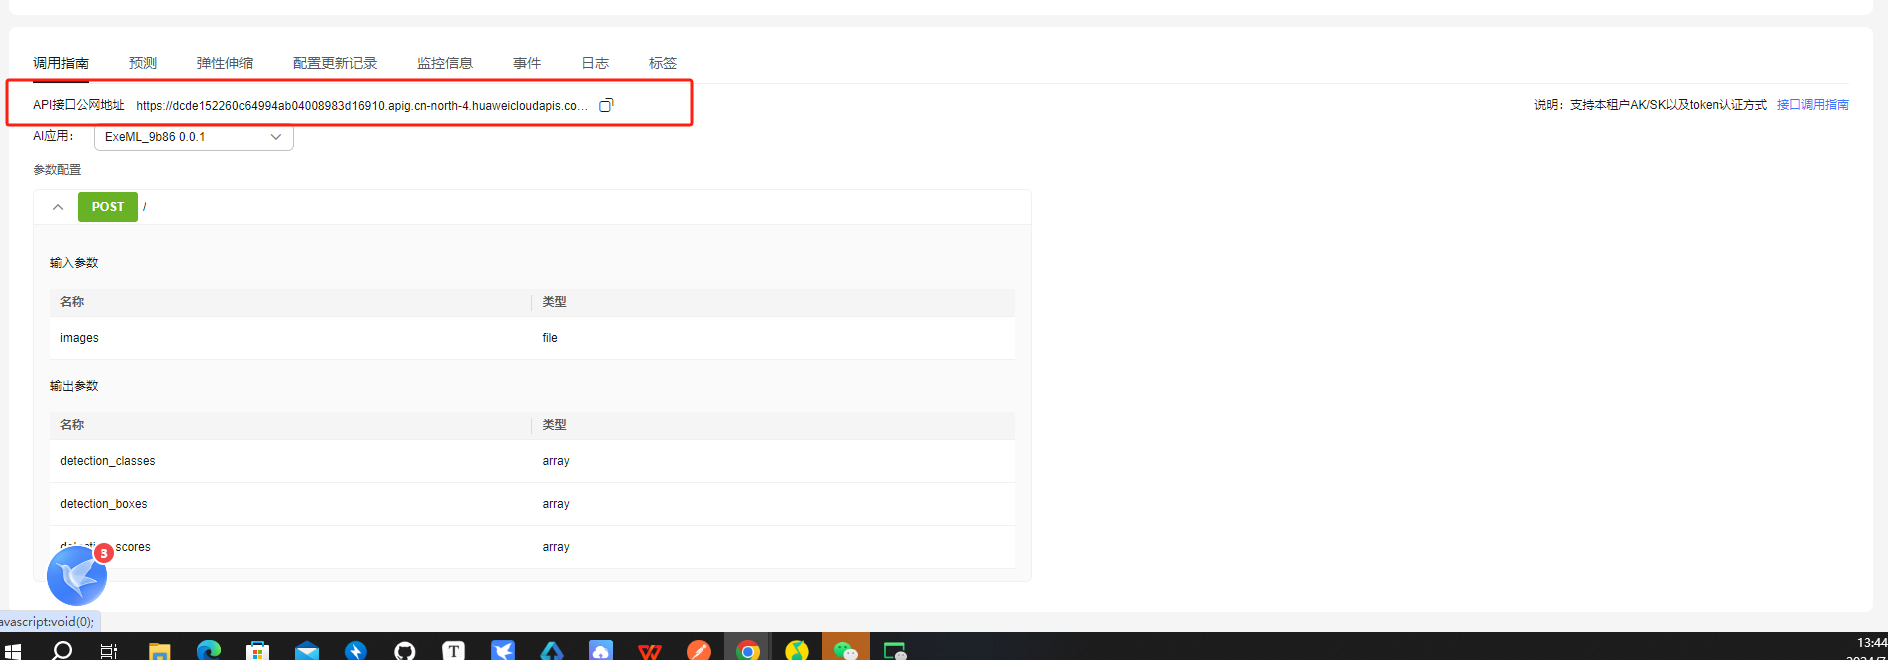 调用指南 预测 弹性伸缩 配置更新记录 监控信息 事件 日志 标签
API接口公网地址 https://dcde152260c64994ab04008983d16910.apig.cn-north-4.huaweicloudapis.co... 说明：支持本租户AK/SK以及token认证方式 接口调用指南
AI应用： ExeML_9b86 0.0.1
参数配置
POST /
输入参数
名称 类型
images file
输出参数
名称 类型
detection_classes array
detection_boxes array
scores array
3
avascript:void(0);
T
13:44